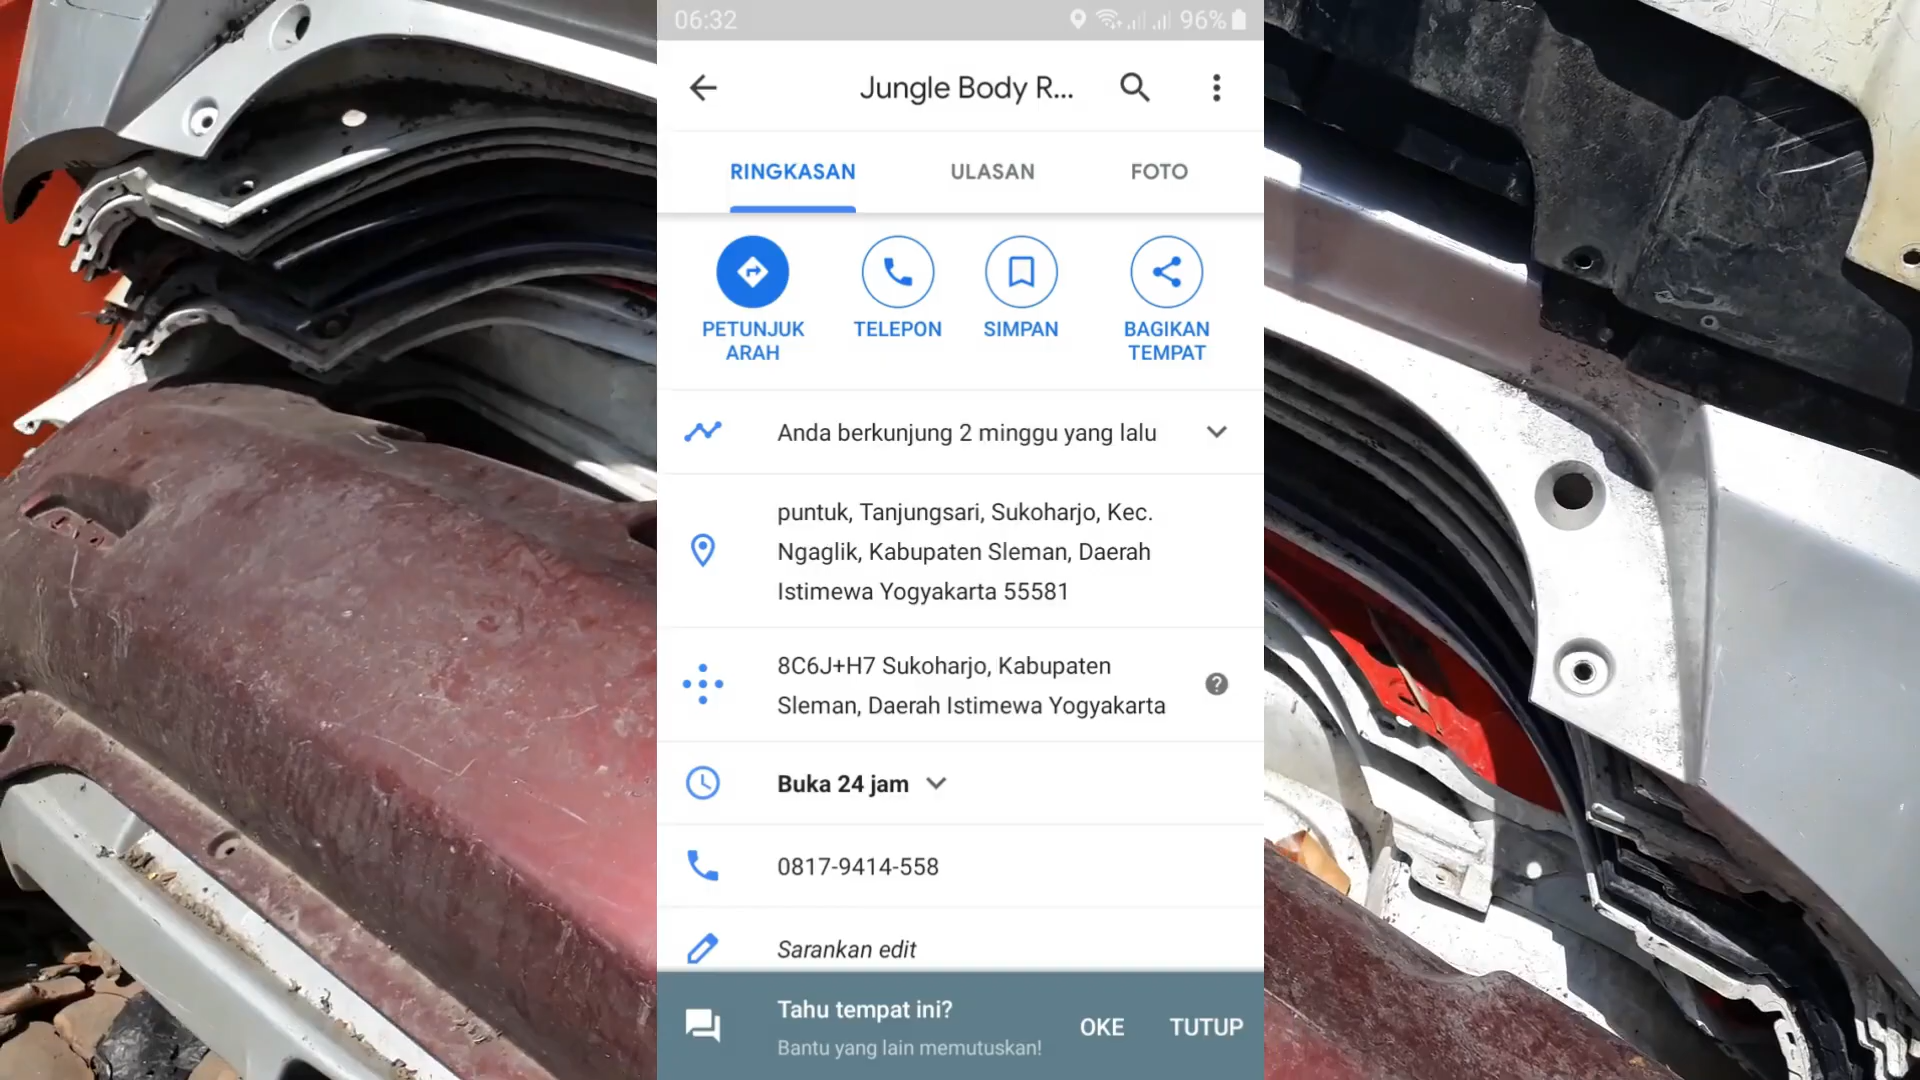 06:32
96%
Jungle Body R...
RINGKASAN
ULASAN
FOTO
PETUNJUK
ARAH
TELEPON
SIMPAN
BAGIKAN
TEMPAT
Anda berkunjung 2 minggu yang lalu
puntuk, Tanjungsari, Sukoharjo, Kec.
Ngaglik, Kabupaten Sleman, Daerah
Istimewa Yogyakarta 55581
8C6J+H7 Sukoharjo, Kabupaten
Sleman, Daerah Istimewa Yogyakarta
Buka 24 jam
0817-9414-558
Sarankan edit
Tahu tempat ini?
Bantu yang lain memutuskan!
OKE
TUTUP